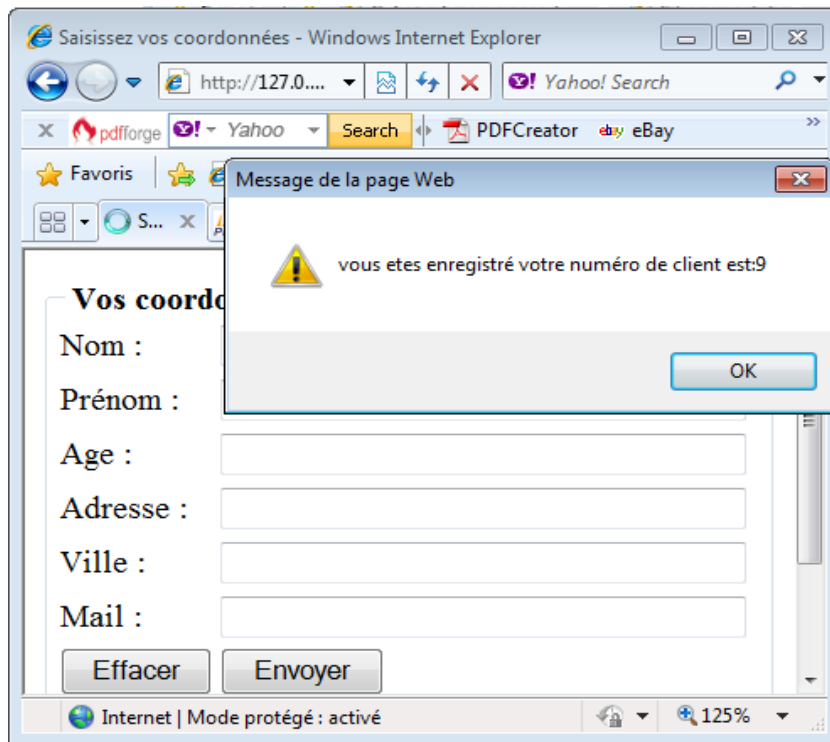 Saisissez vos coordonnées - Windows Internet Explorer
http://127.0.... Yahoo! Search
pdfforge Yahoo Search PDFCreator eBay
Favoris
Message de la page Web
S...
vous etes enregistré votre numéro de client est:9
OK
Nom :
Prénom :
Age :
Adresse :
Ville :
Mail :
Effacer Envoyer
Internet | Mode protégé : activé 125%